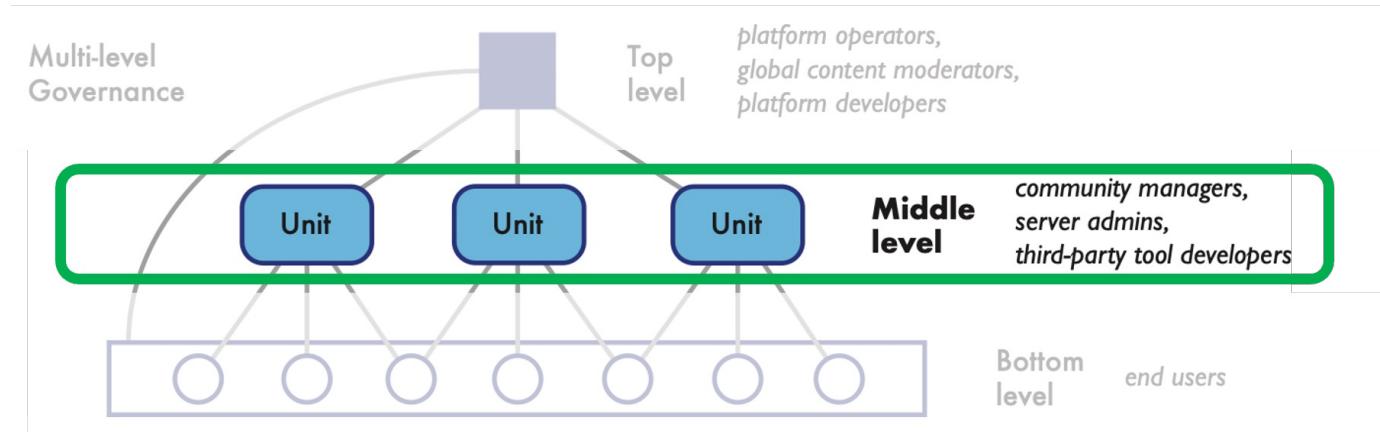 Multi-level
Governance
Top
level
platform operators,
global content moderators,
platform developers
Unit
Unit
Unit
Middle
level
community managers,
server admins,
third-party tool developers
Bottom
level
end users